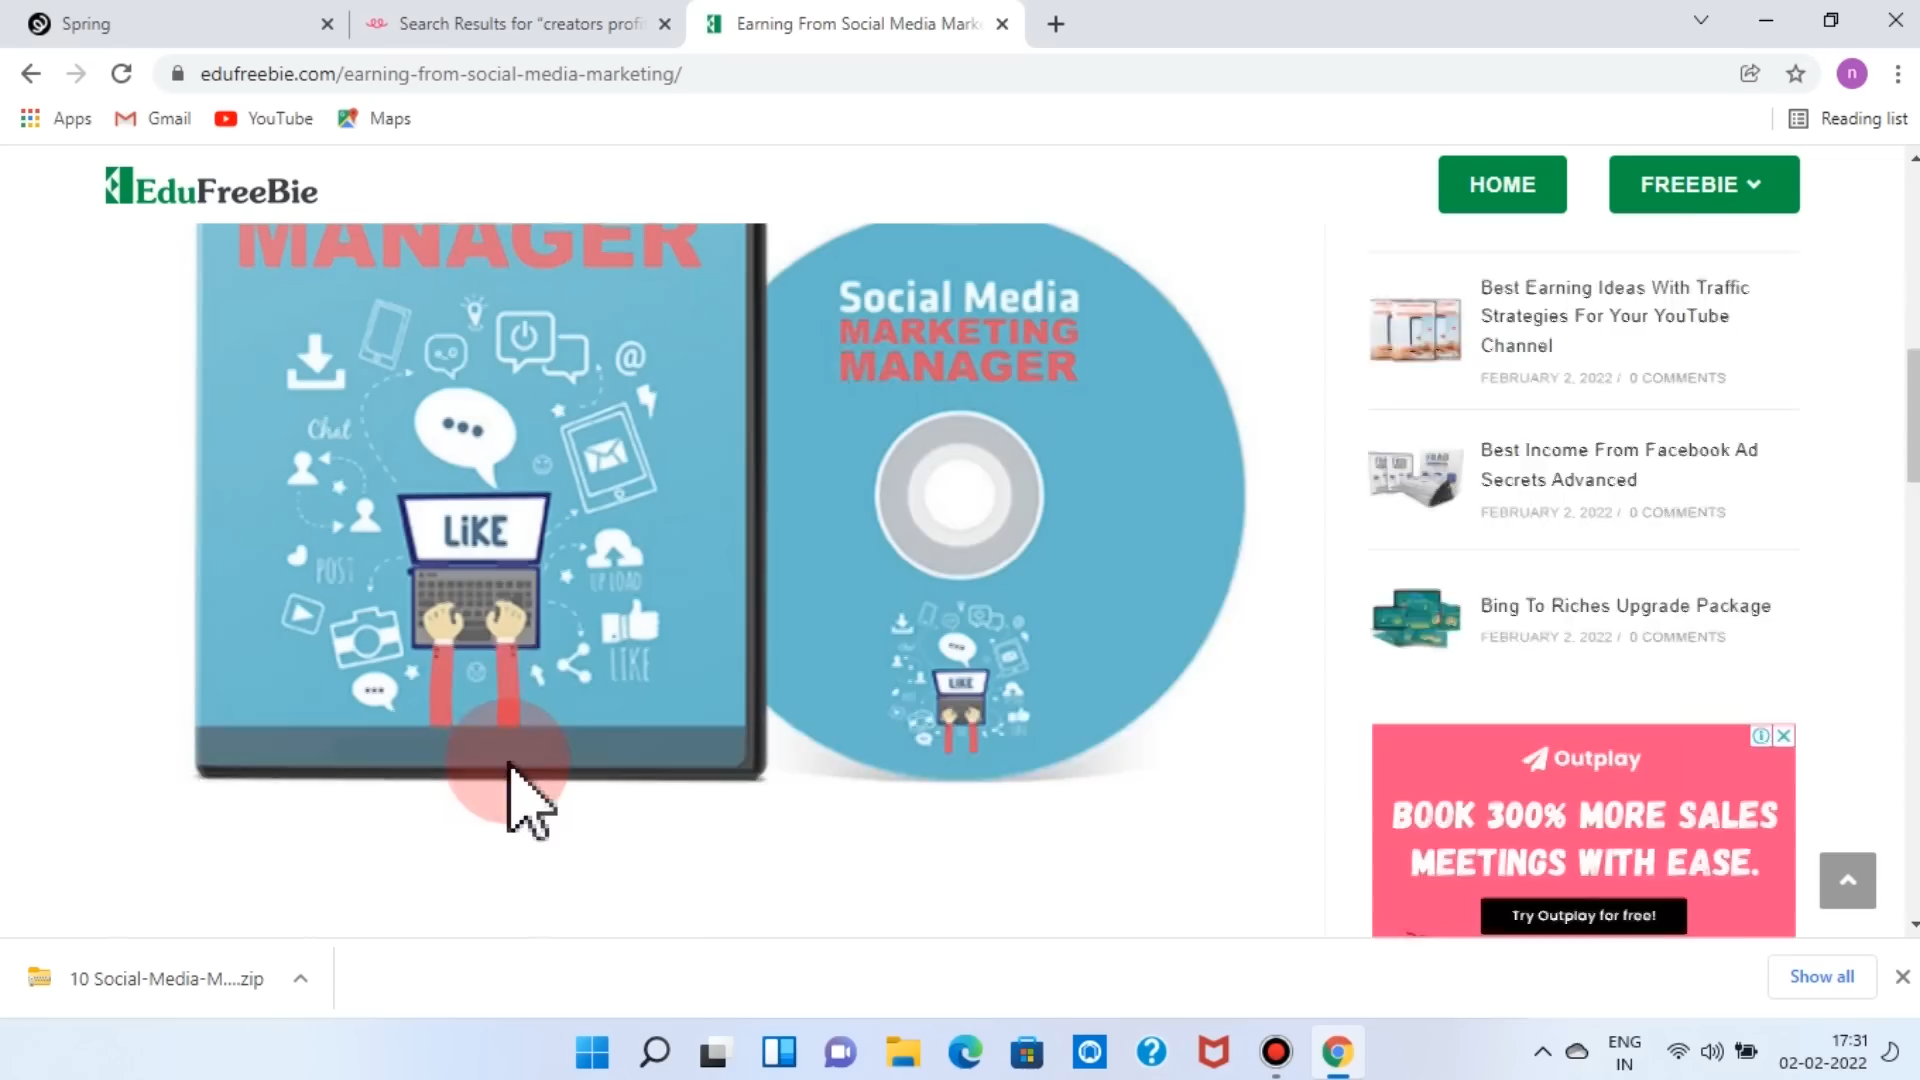 Spring
Search Results for “creators profi
Earning From Social Media Mark
edufreebie.com/earning-from-social-media-marketing/
n
Apps
Gmail
YouTube
Maps
Reading list
EduFreeBie
HOME
FREEBIE
MANAGER
Chat
@
LIKE
POST
UPLOAD
LIKE
Social Media
MARKETING
MANAGER
LIKE
Best Earning Ideas With Traffic
Strategies For Your YouTube
Channel
FEBRUARY 2, 2022 / 0 COMMENTS
Best Income From Facebook Ad
Secrets Advanced
FEBRUARY 2, 2022 / 0 COMMENTS
Bing To Riches Upgrade Package
FEBRUARY 2, 2022 / 0 COMMENTS
Outplay
BOOK 300% MORE SALES
MEETINGS WITH EASE.
Try Outplay for free!
10 Social-Media-M....zip
Show all
ENG
IN
17:31
02-02-2022